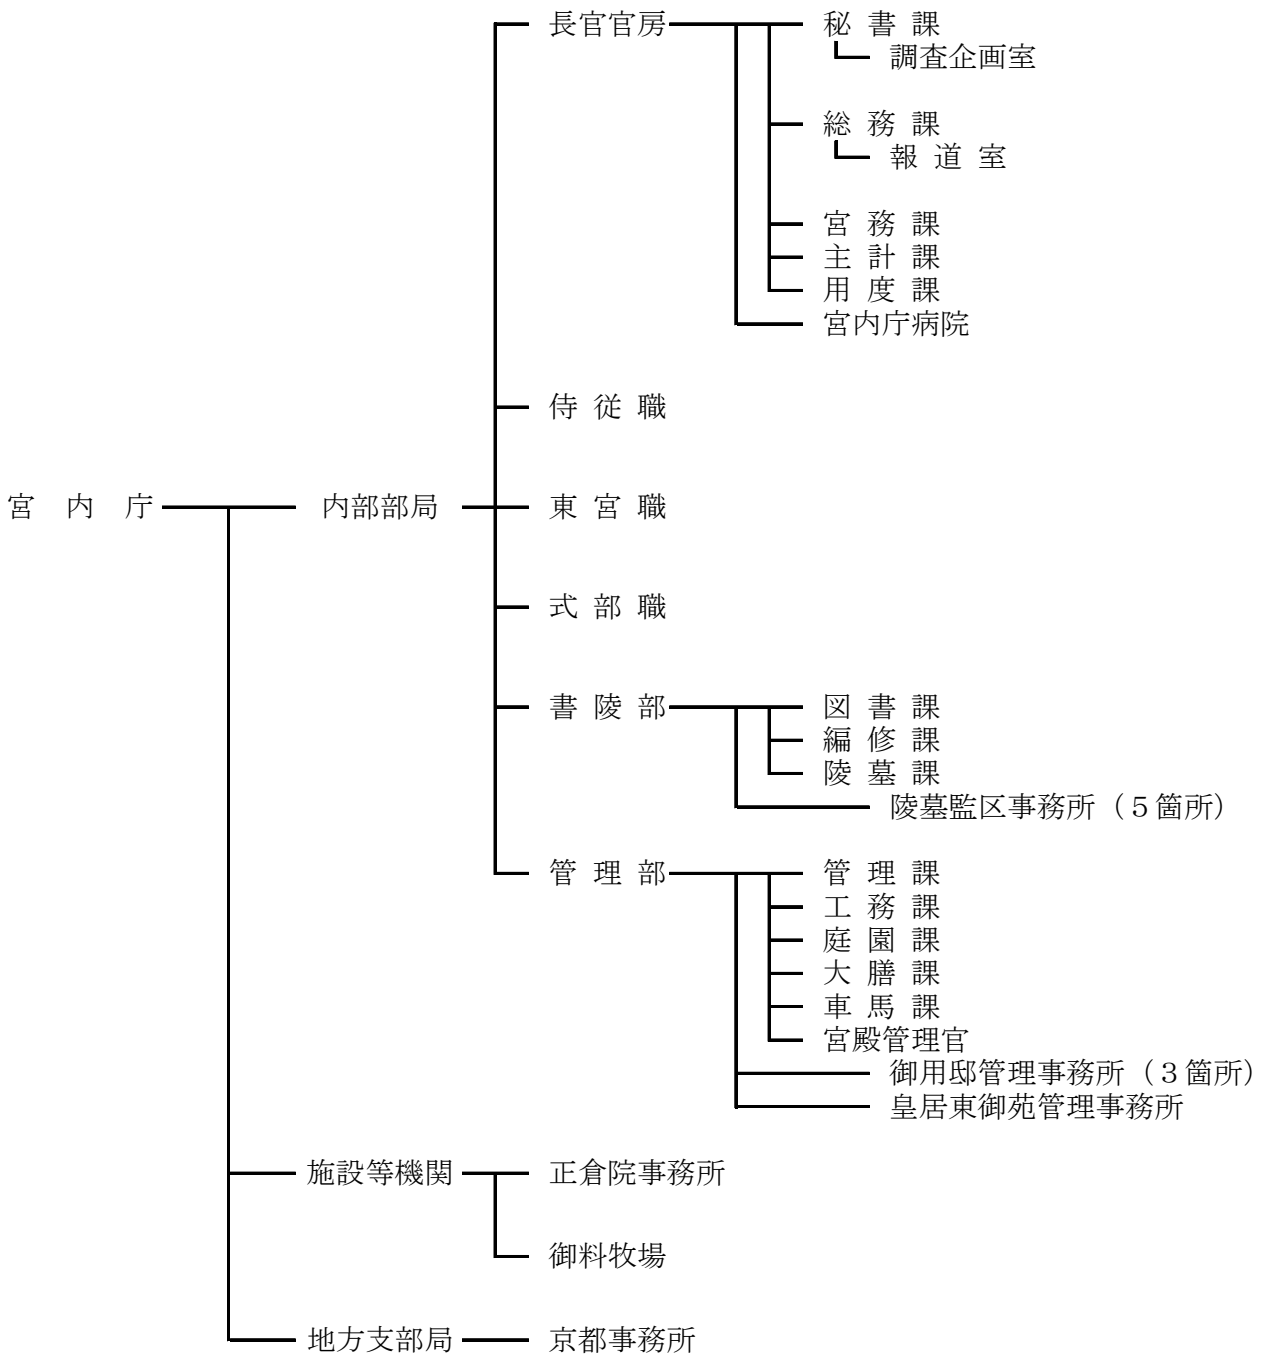 長官官房
秘書課
調査企画室
総務課
報道室
宮務課
主計課
用度課
宮内庁病院
侍従職
宮内庁
内部部局
東宮職
式部職
書陵部
図書課
編修課
陵墓課
陵墓監区事務所（５箇所）
管理部
管理課
工務課
庭園課
大膳課
車馬課
宮殿管理官
御用邸管理事務所（３箇所）
皇居東御苑管理事務所
施設等機関
正倉院事務所
御料牧場
地方支部局
京都事務所